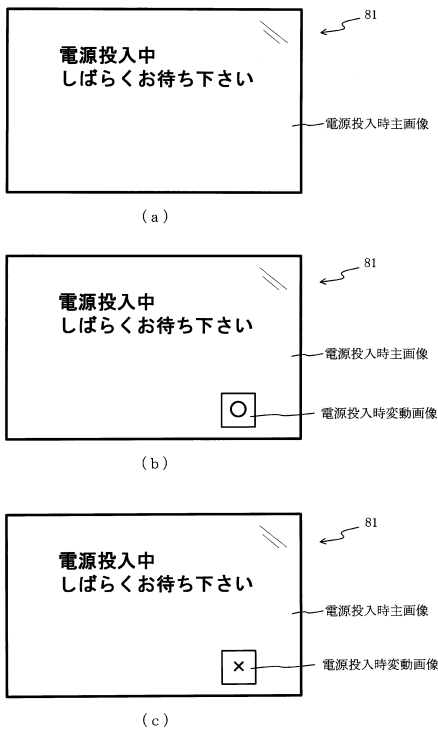 81
電源投入中
しばらくお待ち下さい
電源投入時主画像
(a)
81
電源投入中
しばらくお待ち下さい
電源投入時主画像
○
電源投入時変動画像
(b)
81
電源投入中
しばらくお待ち下さい
電源投入時主画像
×
電源投入時変動画像
(c)